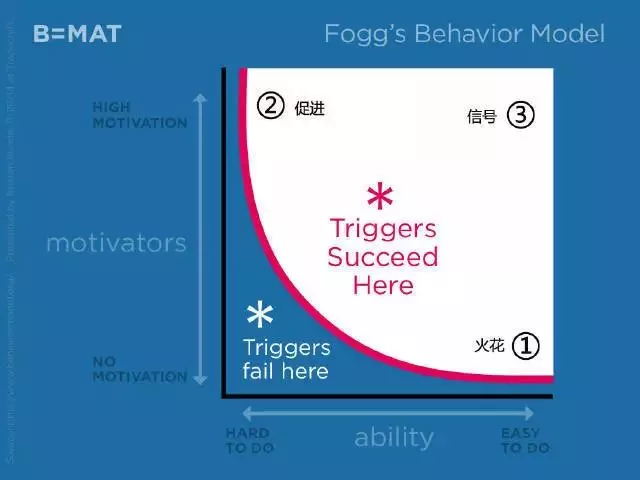 B=MAT
Fogg's Behavior Model
HIGH
MOTIVATION
② 促进
信号 ③
motivators
*
Triggers
Succeed
Here
*
Triggers
fail here
火花 ①
NO
MOTIVATION
HARD
TO DO
ability
EASY
TO DO